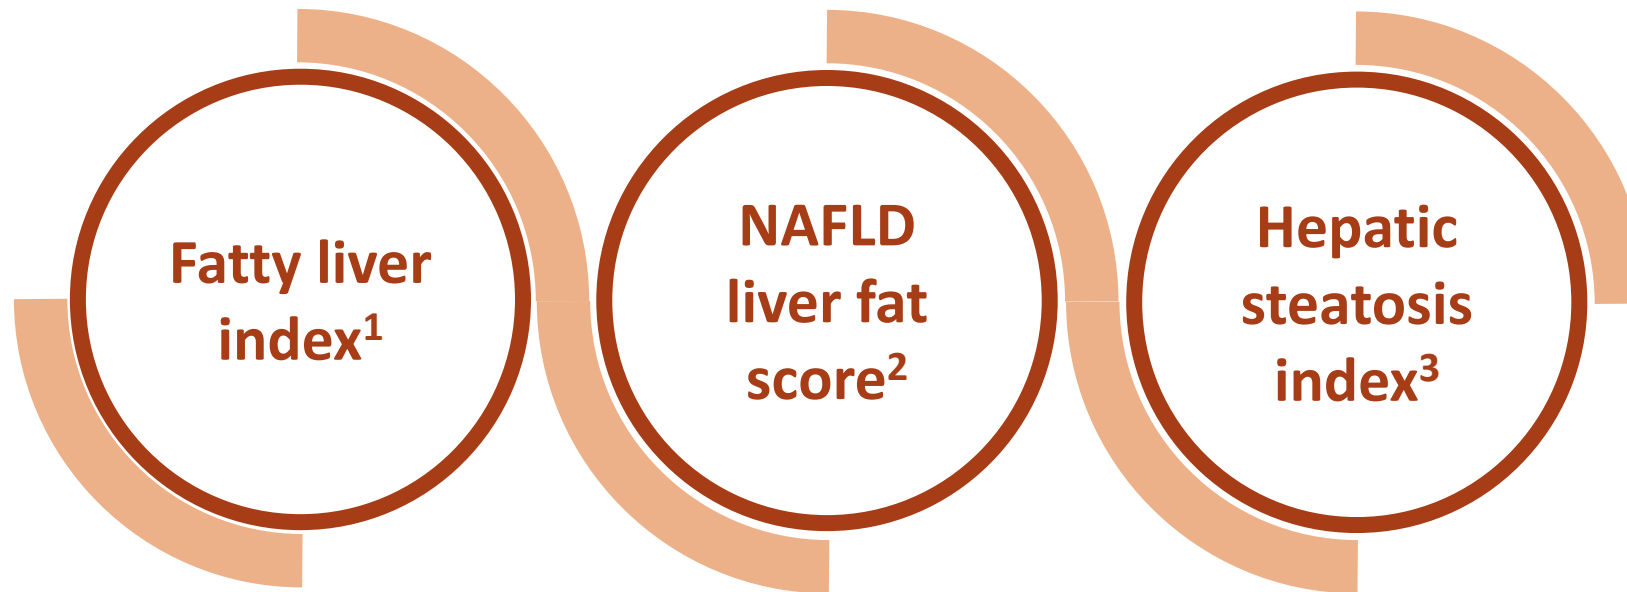 Fatty liver
index¹
NAFLD
liver fat
score²
Hepatic
steatosis
index³